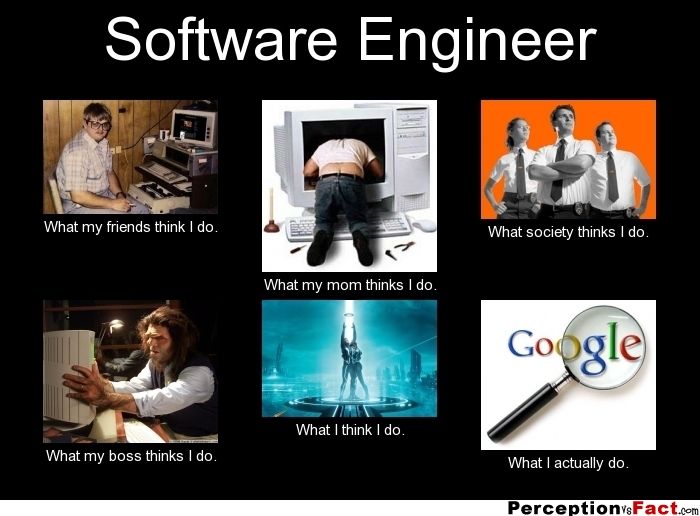 Software Engineer
What my friends think I do.
What my mom thinks I do.
What society thinks I do.
What my boss thinks I do.
What I think I do.
Google
What I actually do.
PerceptionvsFact.com